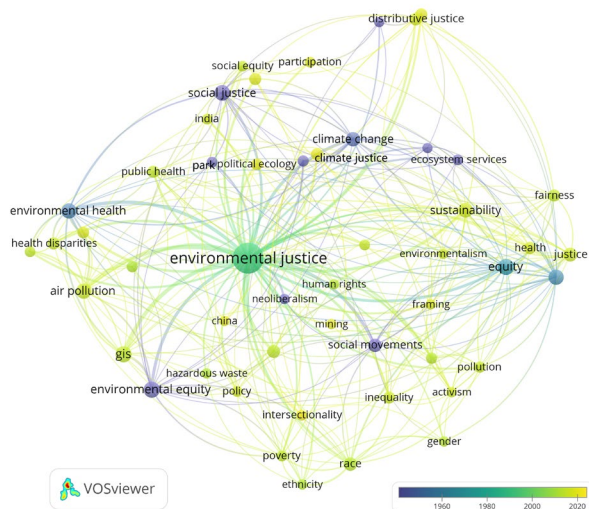 distributive justice
social equity
participation
social justice
india
climate change
park
political ecology
climate justice
ecosystem services
public health
fairness
environmental health
sustainability
health disparities
environmentalism
health
justice
environmental justice
equity
air pollution
human rights
neoliberalism
framing
china
mining
social movements
gis
hazardous waste
pollution
environmental equity
policy
inequality
activism
intersectionality
gender
poverty
race
ethnicity
VOSviewer
1960
1980
2000
2020